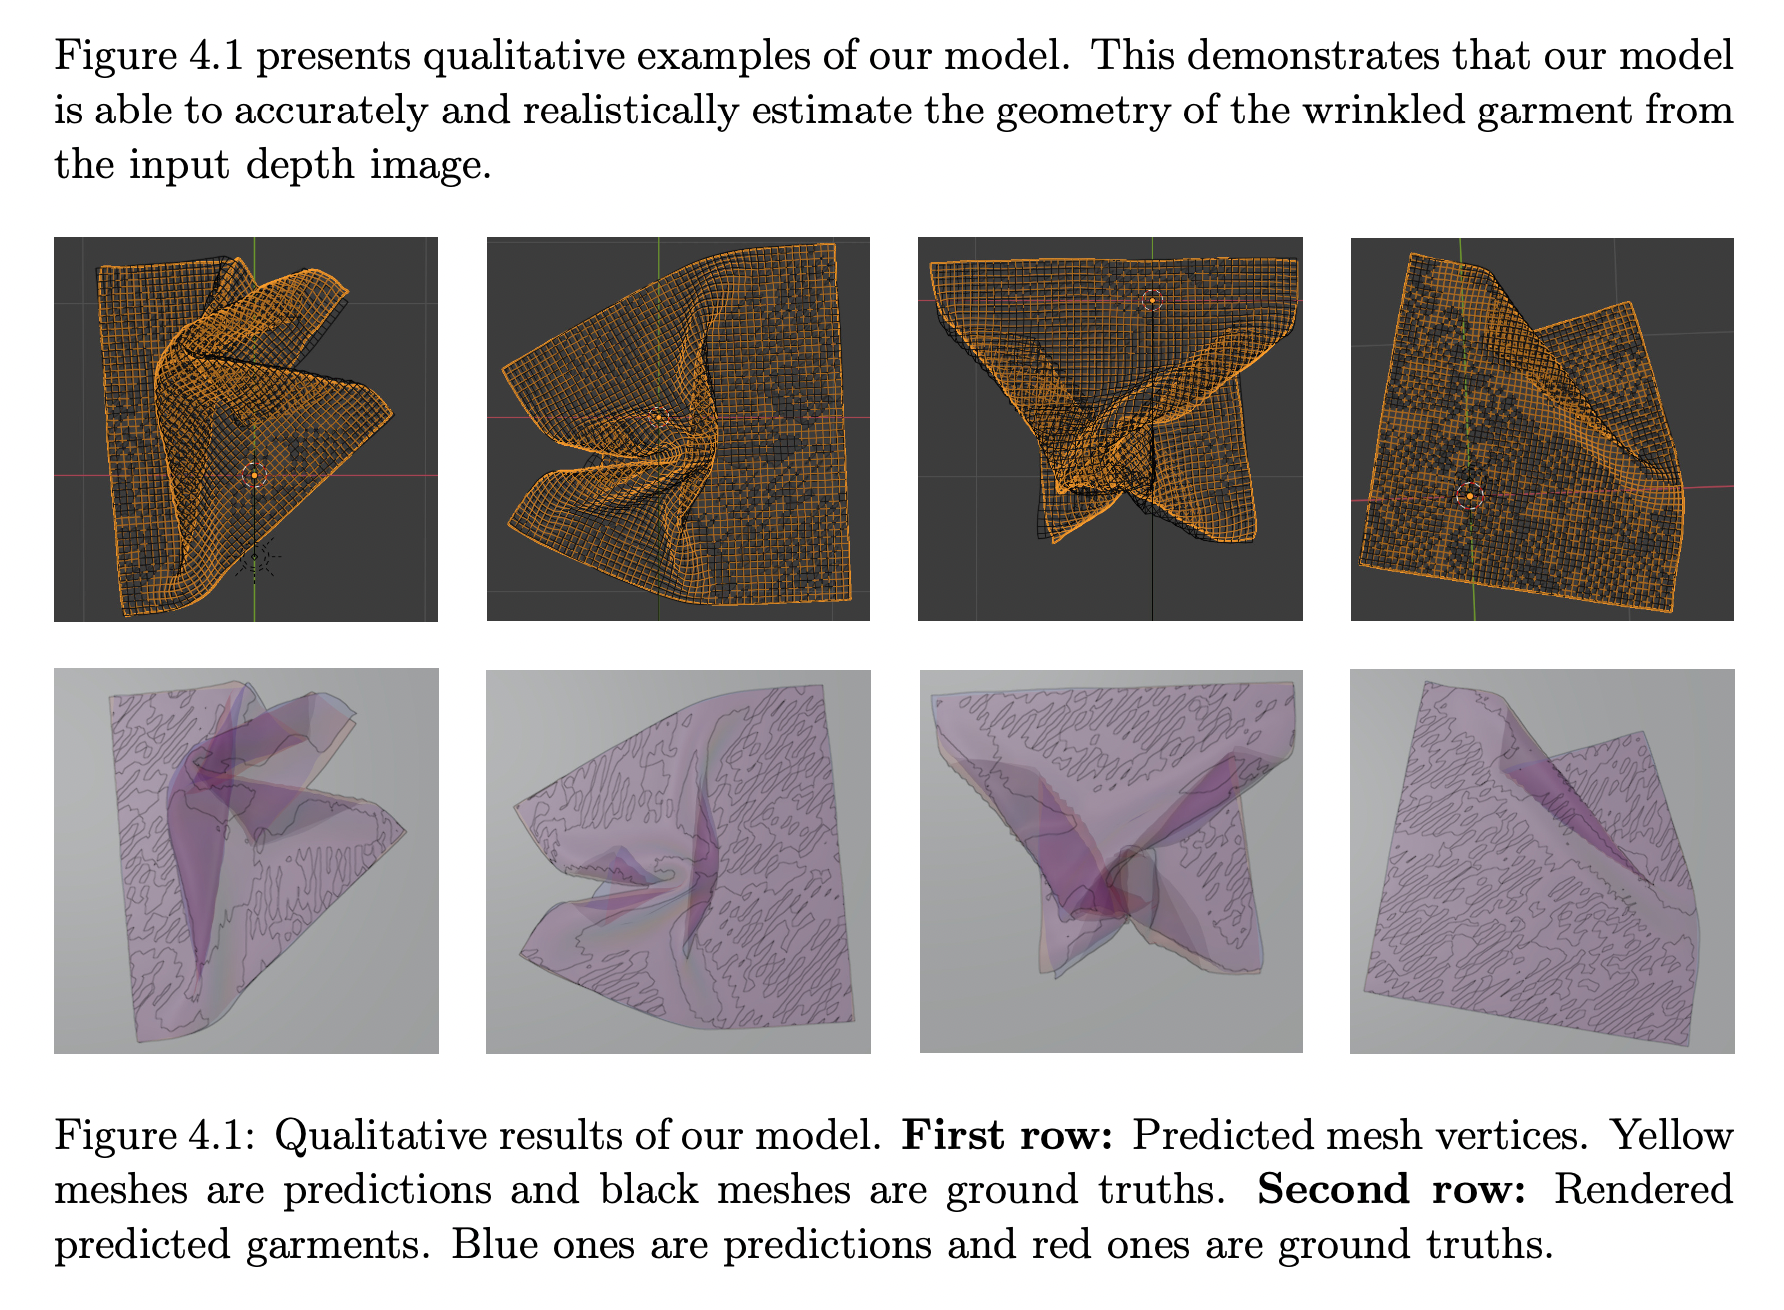 Figure 4.1 presents qualitative examples of our model. This demonstrates that our model
is able to accurately and realistically estimate the geometry of the wrinkled garment from
the input depth image.
Figure 4.1: Qualitative results of our model. First row: Predicted mesh vertices. Yellow
meshes are predictions and black meshes are ground truths. Second row: Rendered
predicted garments. Blue ones are predictions and red ones are ground truths.